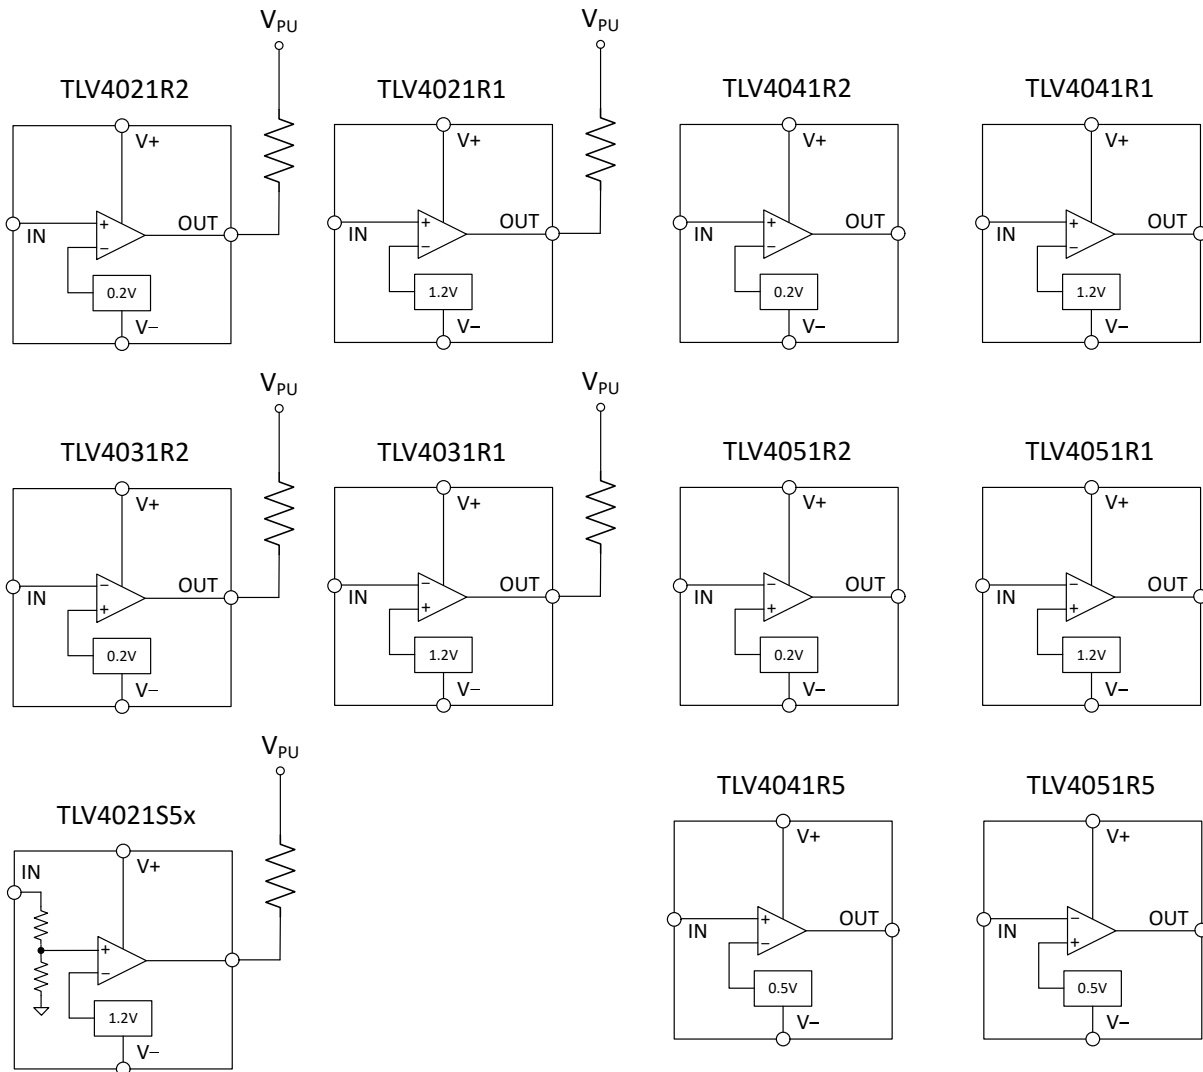 V_PU V_PU
TLV4021R2 TLV4021R1 TLV4041R2 TLV4041R1
V+ V+ V+ V+
+ + + +
IN OUT IN OUT IN OUT IN OUT
− − − −
0.2V 1.2V 0.2V 1.2V
V− V− V− V−
V_PU V_PU
TLV4031R2 TLV4031R1 TLV4051R2 TLV4051R1
V+ V+ V+ V+
− − − −
IN OUT IN OUT IN OUT IN OUT
+ + + +
0.2V 1.2V 0.2V 1.2V
V− V− V− V−
V_PU
TLV4021S5x TLV4041R5 TLV4051R5
V+ V+ V+
IN
+ + −
IN OUT IN OUT
− − +
1.2V 0.5V 0.5V
V− V− V−